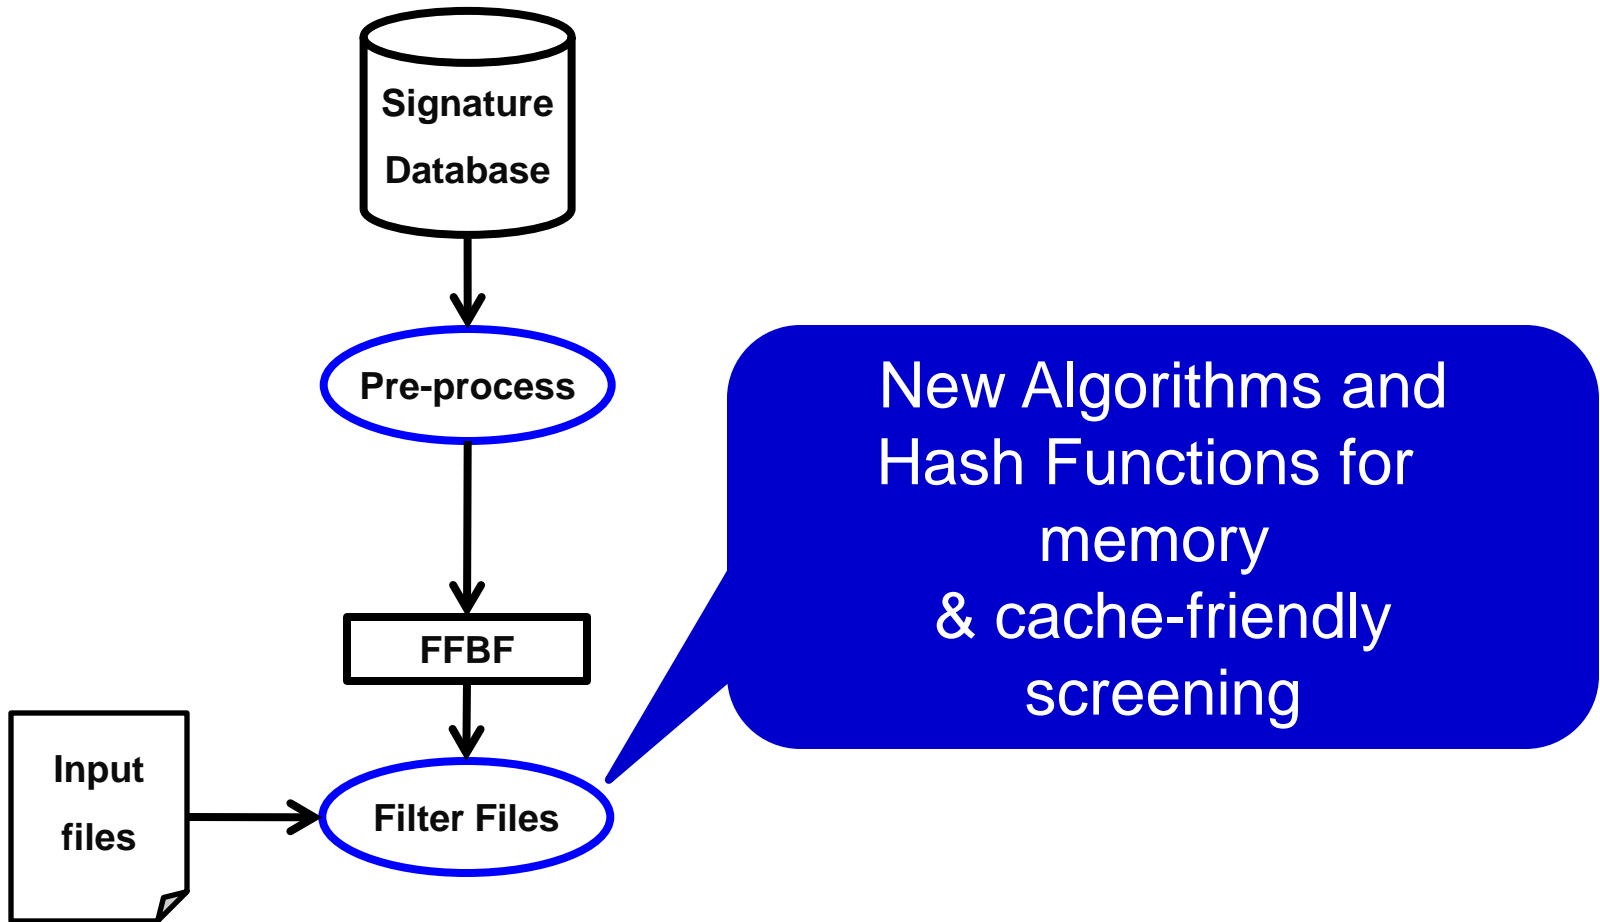 Signature
Database
Pre-process
New Algorithms and
Hash Functions for
memory
& cache-friendly
screening
FFBF
Input
files
Filter Files